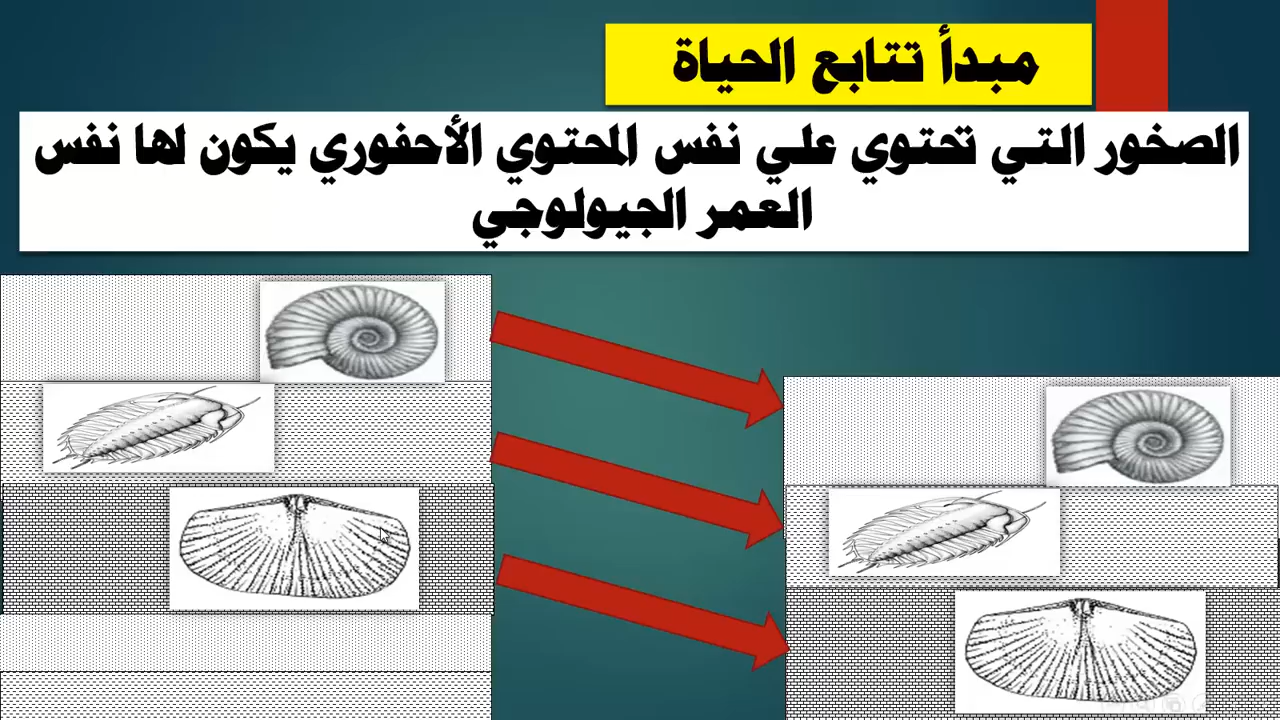 مبدأ تتابع الحياة
الصخور التي تحتوي علي نفس المحتوي الأحفوري يكون لها نفس
العمر الجيولوجي